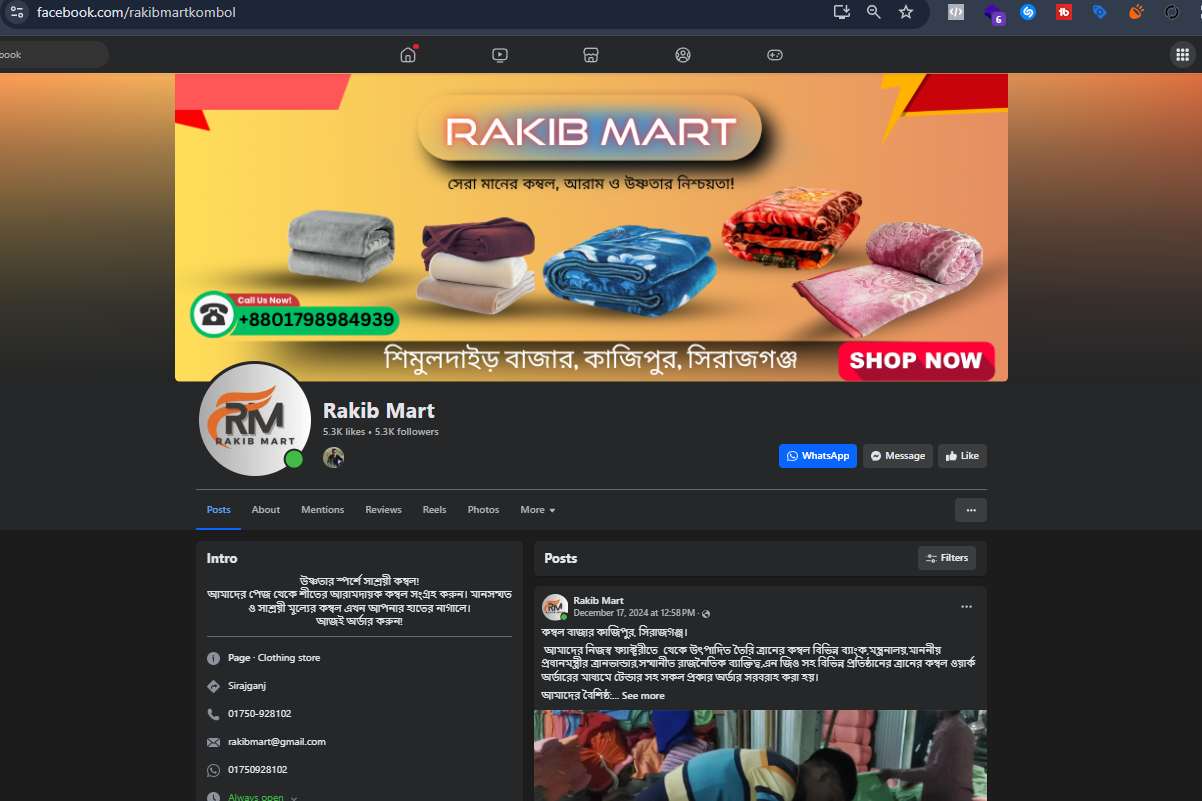 facebook.com/rakibmartkombol
6
book
RAKIB MART
সেরা মানের কম্বল, আরাম ও উষ্ণতার নিশ্চয়তা!
Call Us Now!
+8801798984939
শিমুলদাইড় বাজার, কাজিপুর, সিরাজগঞ্জ
SHOP NOW
RM
RAKIB MART
Rakib Mart
5.3K likes • 5.3K followers
WhatsApp
Message
Like
Posts
About
Mentions
Reviews
Reels
Photos
More
Intro
উষ্ণতার স্পর্শে সাশ্রয়ী কম্বল!
আমাদের পেজ থেকে শীতের আরামদায়ক কম্বল সংগ্রহ করুন। মানসম্মত
ও সাশ্রয়ী মূল্যের কম্বল এখন আপনার হাতের নাগালে।
আজই অর্ডার করুন!
Page · Clothing store
Sirajganj
01750-928102
rakibmart@gmail.com
01750928102
Always open
Posts
Filters
Rakib Mart
December 17, 2024 at 12:58 PM ·
কম্বল বাজার কাজিপুর, সিরাজগঞ্জ।
আমাদের নিজস্ব ফ্যাক্টরীতে থেকে উৎপাদিত তৈরি ত্রানের কম্বল বিভিন্ন ব্যাংক,মন্ত্রনালয়,মাননীয়
প্রধানমন্ত্রীর ত্রানভান্ডার,সম্মানীত রাজনৈতিক ব্যাক্তিত্ব,এন জিও সহ বিভিন্ন প্রতিষ্ঠানের ত্রানের কম্বল ওয়ার্ক
অর্ডারের মাধ্যমে টেন্ডার সহ সকল প্রকার অর্ডার সরবরাহ করা হয়।
আমাদের বৈশিষ্ঠ:... See more